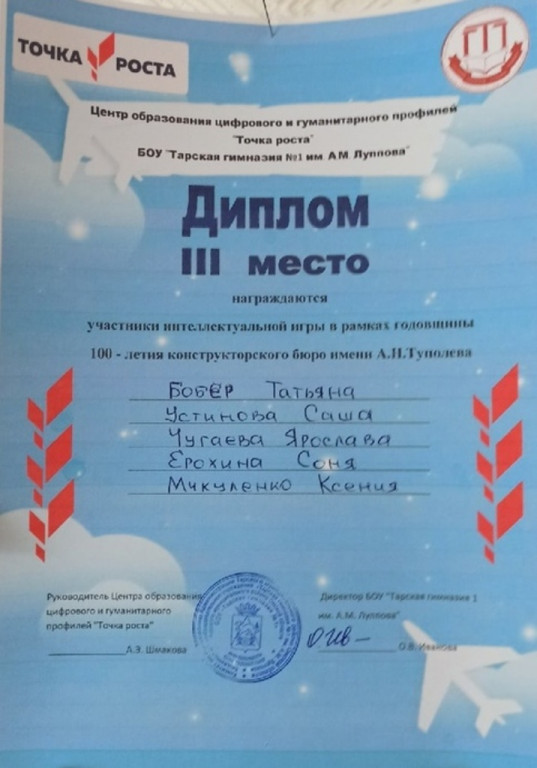 ТОЧКА РОСТА
Центр образования цифрового и гуманитарного профилей
"Точка роста"
БОУ "Тарская гимназия №1 им АМ Луппова"
Диплом
III место
награждаются
участники интеллектуальной игры в рамках годовщины
100 - летия конструкторского бюро имени А.Н.Туполева
Бобёр Татьяна
Устинова Саша
Чугаева Ярослава
Ерохина Соня
Микуленко Ксения
Руководитель Центра образования
цифрового и гуманитарного
профилей "Точка роста"
Л.Э. Шмакова
Директор БОУ "Тарская гимназия 1
им. А.М. Луппова"
О.В. Иванова